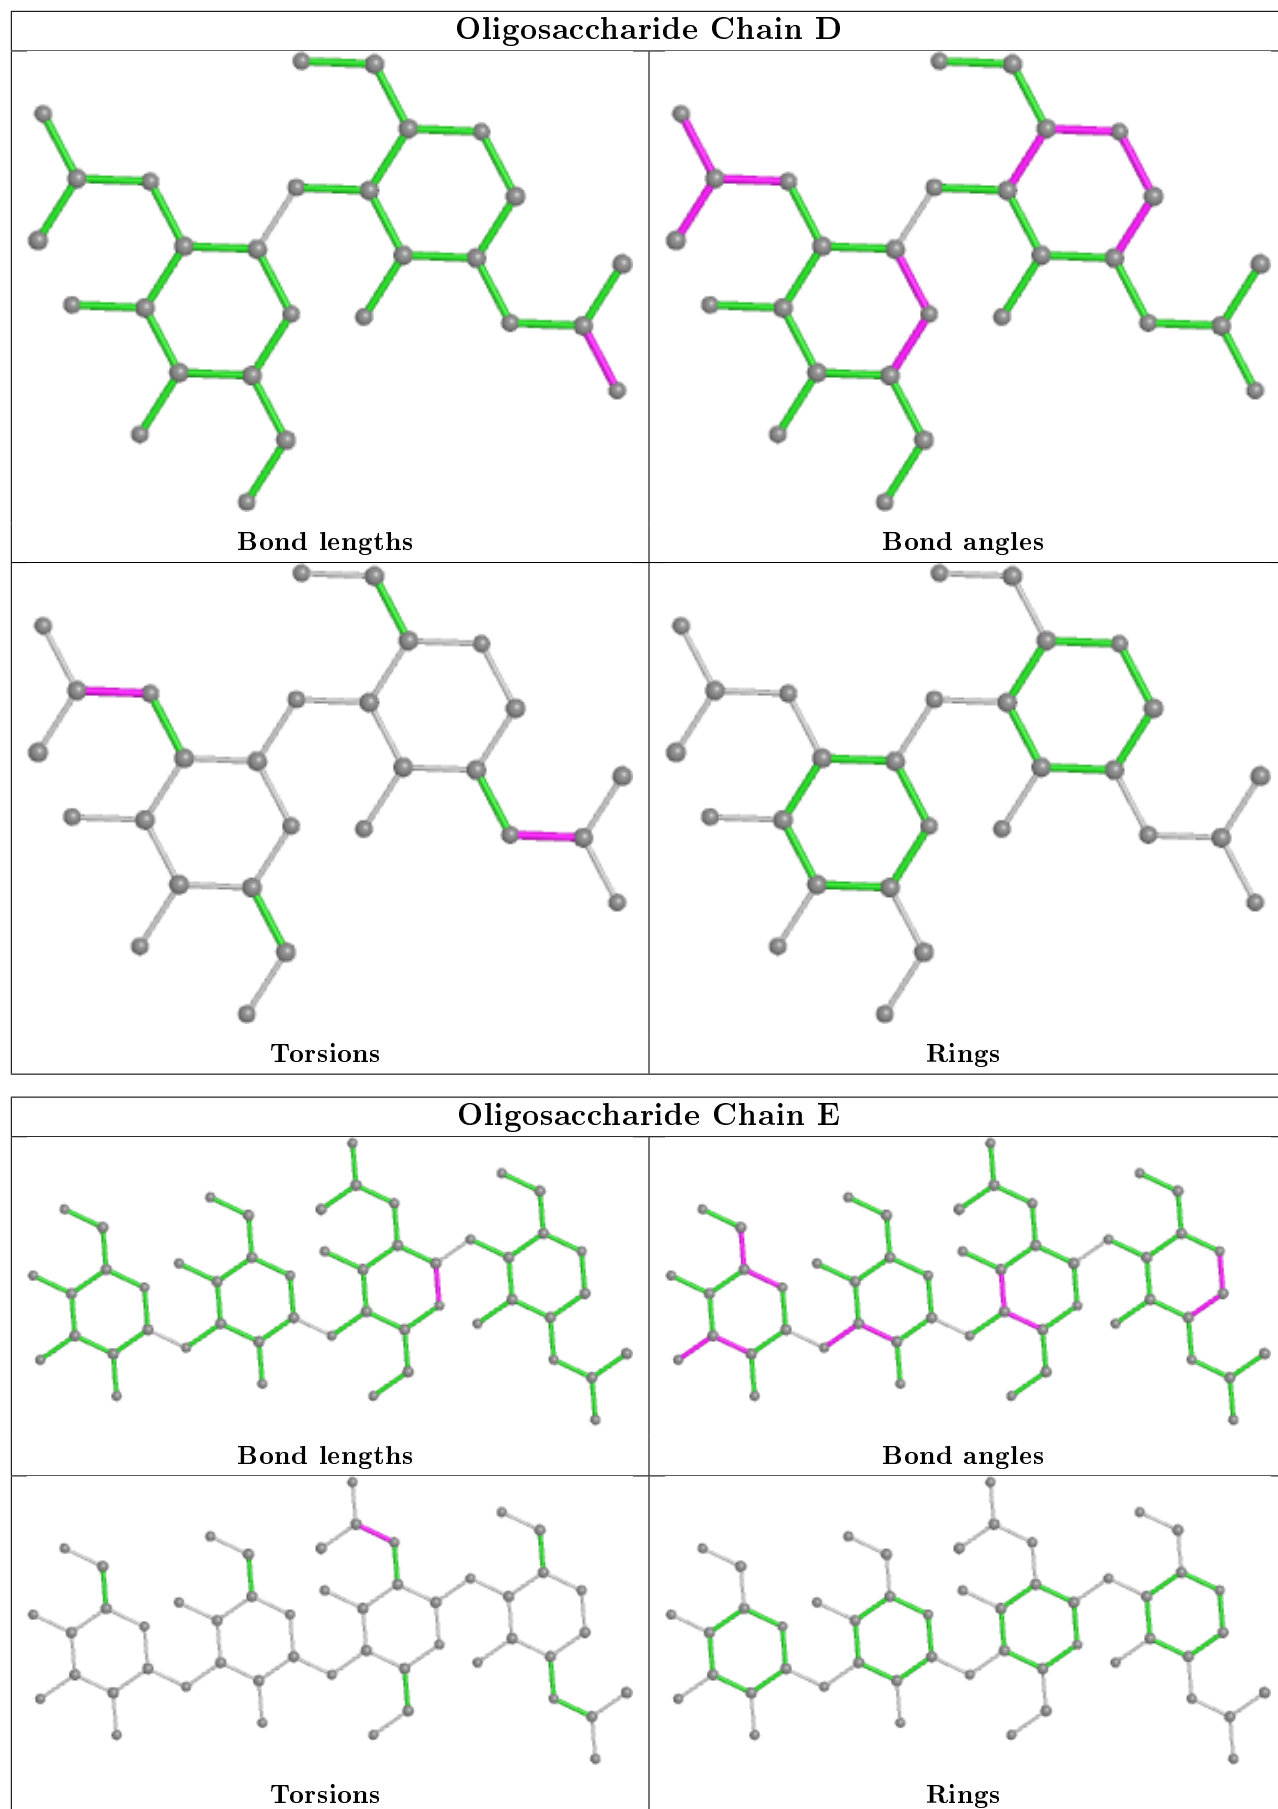 Oligosaccharide Chain D
Bond lengths
Bond angles
Torsions
Rings
Oligosaccharide Chain E
Bond lengths
Bond angles
Torsions
Rings